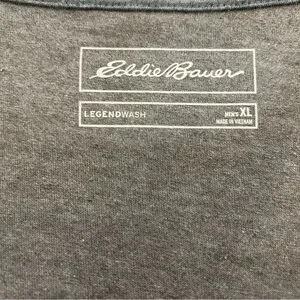 Eddie Bauer
LEGENDWASH
MEN'S XL
MADE IN VIETNAM